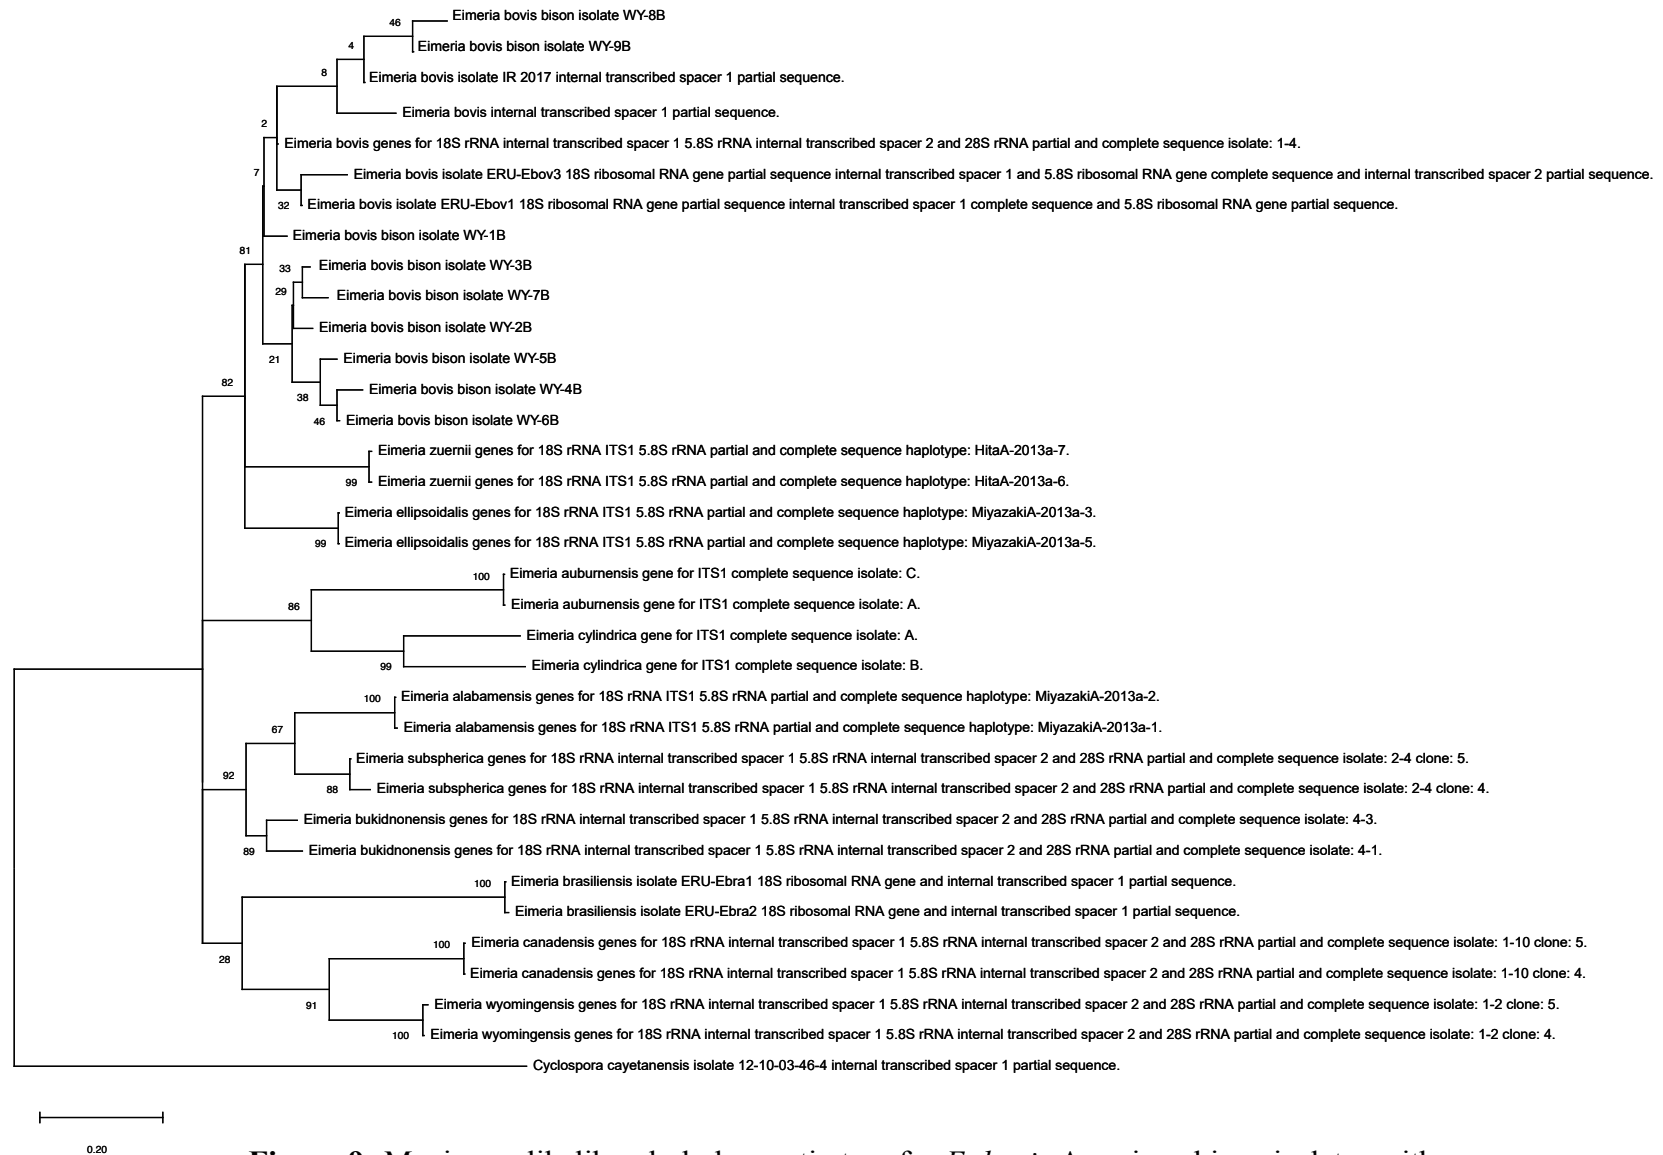 46
Eimeria bovis bison isolate WY-8B
4
Eimeria bovis bison isolate WY-9B
8
Eimeria bovis isolate IR 2017 internal transcribed spacer 1 partial sequence.
Eimeria bovis internal transcribed spacer 1 partial sequence.
2
Eimeria bovis genes for 18S rRNA internal transcribed spacer 1 5.8S rRNA internal transcribed spacer 2 and 28S rRNA partial and complete sequence isolate: 1-4.
7
Eimeria bovis isolate ERU-Ebov3 18S ribosomal RNA gene partial sequence internal transcribed spacer 1 and 5.8S ribosomal RNA gene complete sequence and internal transcribed spacer 2 partial sequence.
32
Eimeria bovis isolate ERU-Ebov1 18S ribosomal RNA gene partial sequence internal transcribed spacer 1 complete sequence and 5.8S ribosomal RNA gene partial sequence.
Eimeria bovis bison isolate WY-1B
81
33
Eimeria bovis bison isolate WY-3B
29
Eimeria bovis bison isolate WY-7B
Eimeria bovis bison isolate WY-2B
21
Eimeria bovis bison isolate WY-5B
82
Eimeria bovis bison isolate WY-4B
38
46
Eimeria bovis bison isolate WY-6B
Eimeria zuernii genes for 18S rRNA ITS1 5.8S rRNA partial and complete sequence haplotype: HitaA-2013a-7.
99
Eimeria zuernii genes for 18S rRNA ITS1 5.8S rRNA partial and complete sequence haplotype: HitaA-2013a-6.
Eimeria ellipsoidalis genes for 18S rRNA ITS1 5.8S rRNA partial and complete sequence haplotype: MiyazakiA-2013a-3.
99
Eimeria ellipsoidalis genes for 18S rRNA ITS1 5.8S rRNA partial and complete sequence haplotype: MiyazakiA-2013a-5.
100
Eimeria auburnensis gene for ITS1 complete sequence isolate: C.
86
Eimeria auburnensis gene for ITS1 complete sequence isolate: A.
Eimeria cylindrica gene for ITS1 complete sequence isolate: A.
99
Eimeria cylindrica gene for ITS1 complete sequence isolate: B.
100
Eimeria alabamensis genes for 18S rRNA ITS1 5.8S rRNA partial and complete sequence haplotype: MiyazakiA-2013a-2.
67
Eimeria alabamensis genes for 18S rRNA ITS1 5.8S rRNA partial and complete sequence haplotype: MiyazakiA-2013a-1.
Eimeria subspherica genes for 18S rRNA internal transcribed spacer 1 5.8S rRNA internal transcribed spacer 2 and 28S rRNA partial and complete sequence isolate: 2-4 clone: 5.
92
88
Eimeria subspherica genes for 18S rRNA internal transcribed spacer 1 5.8S rRNA internal transcribed spacer 2 and 28S rRNA partial and complete sequence isolate: 2-4 clone: 4.
Eimeria bukidnonensis genes for 18S rRNA internal transcribed spacer 1 5.8S rRNA internal transcribed spacer 2 and 28S rRNA partial and complete sequence isolate: 4-3.
89
Eimeria bukidnonensis genes for 18S rRNA internal transcribed spacer 1 5.8S rRNA internal transcribed spacer 2 and 28S rRNA partial and complete sequence isolate: 4-1.
100
Eimeria brasiliensis isolate ERU-Ebra1 18S ribosomal RNA gene and internal transcribed spacer 1 partial sequence.
Eimeria brasiliensis isolate ERU-Ebra2 18S ribosomal RNA gene and internal transcribed spacer 1 partial sequence.
100
Eimeria canadensis genes for 18S rRNA internal transcribed spacer 1 5.8S rRNA internal transcribed spacer 2 and 28S rRNA partial and complete sequence isolate: 1-10 clone: 5.
28
Eimeria canadensis genes for 18S rRNA internal transcribed spacer 1 5.8S rRNA internal transcribed spacer 2 and 28S rRNA partial and complete sequence isolate: 1-10 clone: 4.
91
Eimeria wyomingensis genes for 18S rRNA internal transcribed spacer 1 5.8S rRNA internal transcribed spacer 2 and 28S rRNA partial and complete sequence isolate: 1-2 clone: 5.
100
Eimeria wyomingensis genes for 18S rRNA internal transcribed spacer 1 5.8S rRNA internal transcribed spacer 2 and 28S rRNA partial and complete sequence isolate: 1-2 clone: 4.
Cyclospora cayetanensis isolate 12-10-03-46-4 internal transcribed spacer 1 partial sequence.
0.20